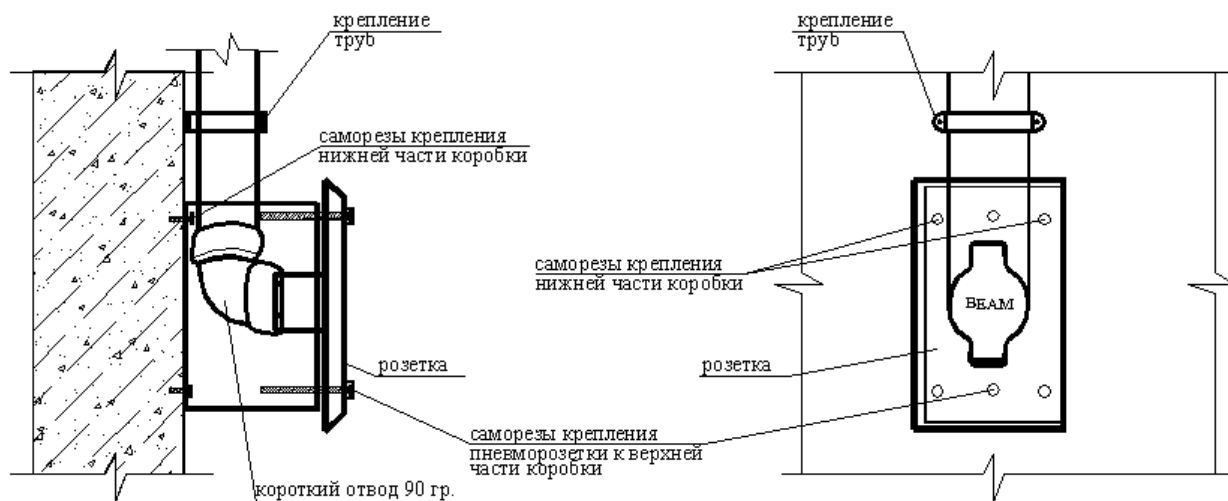 крепление
труб
саморезы крепления
нижней части коробки
розетка
саморезы крепления
пневморозетки к верхней
части коробки
короткий отвод 90 гр.
крепление
труб
саморезы крепления
нижней части коробки
BEAM
розетка